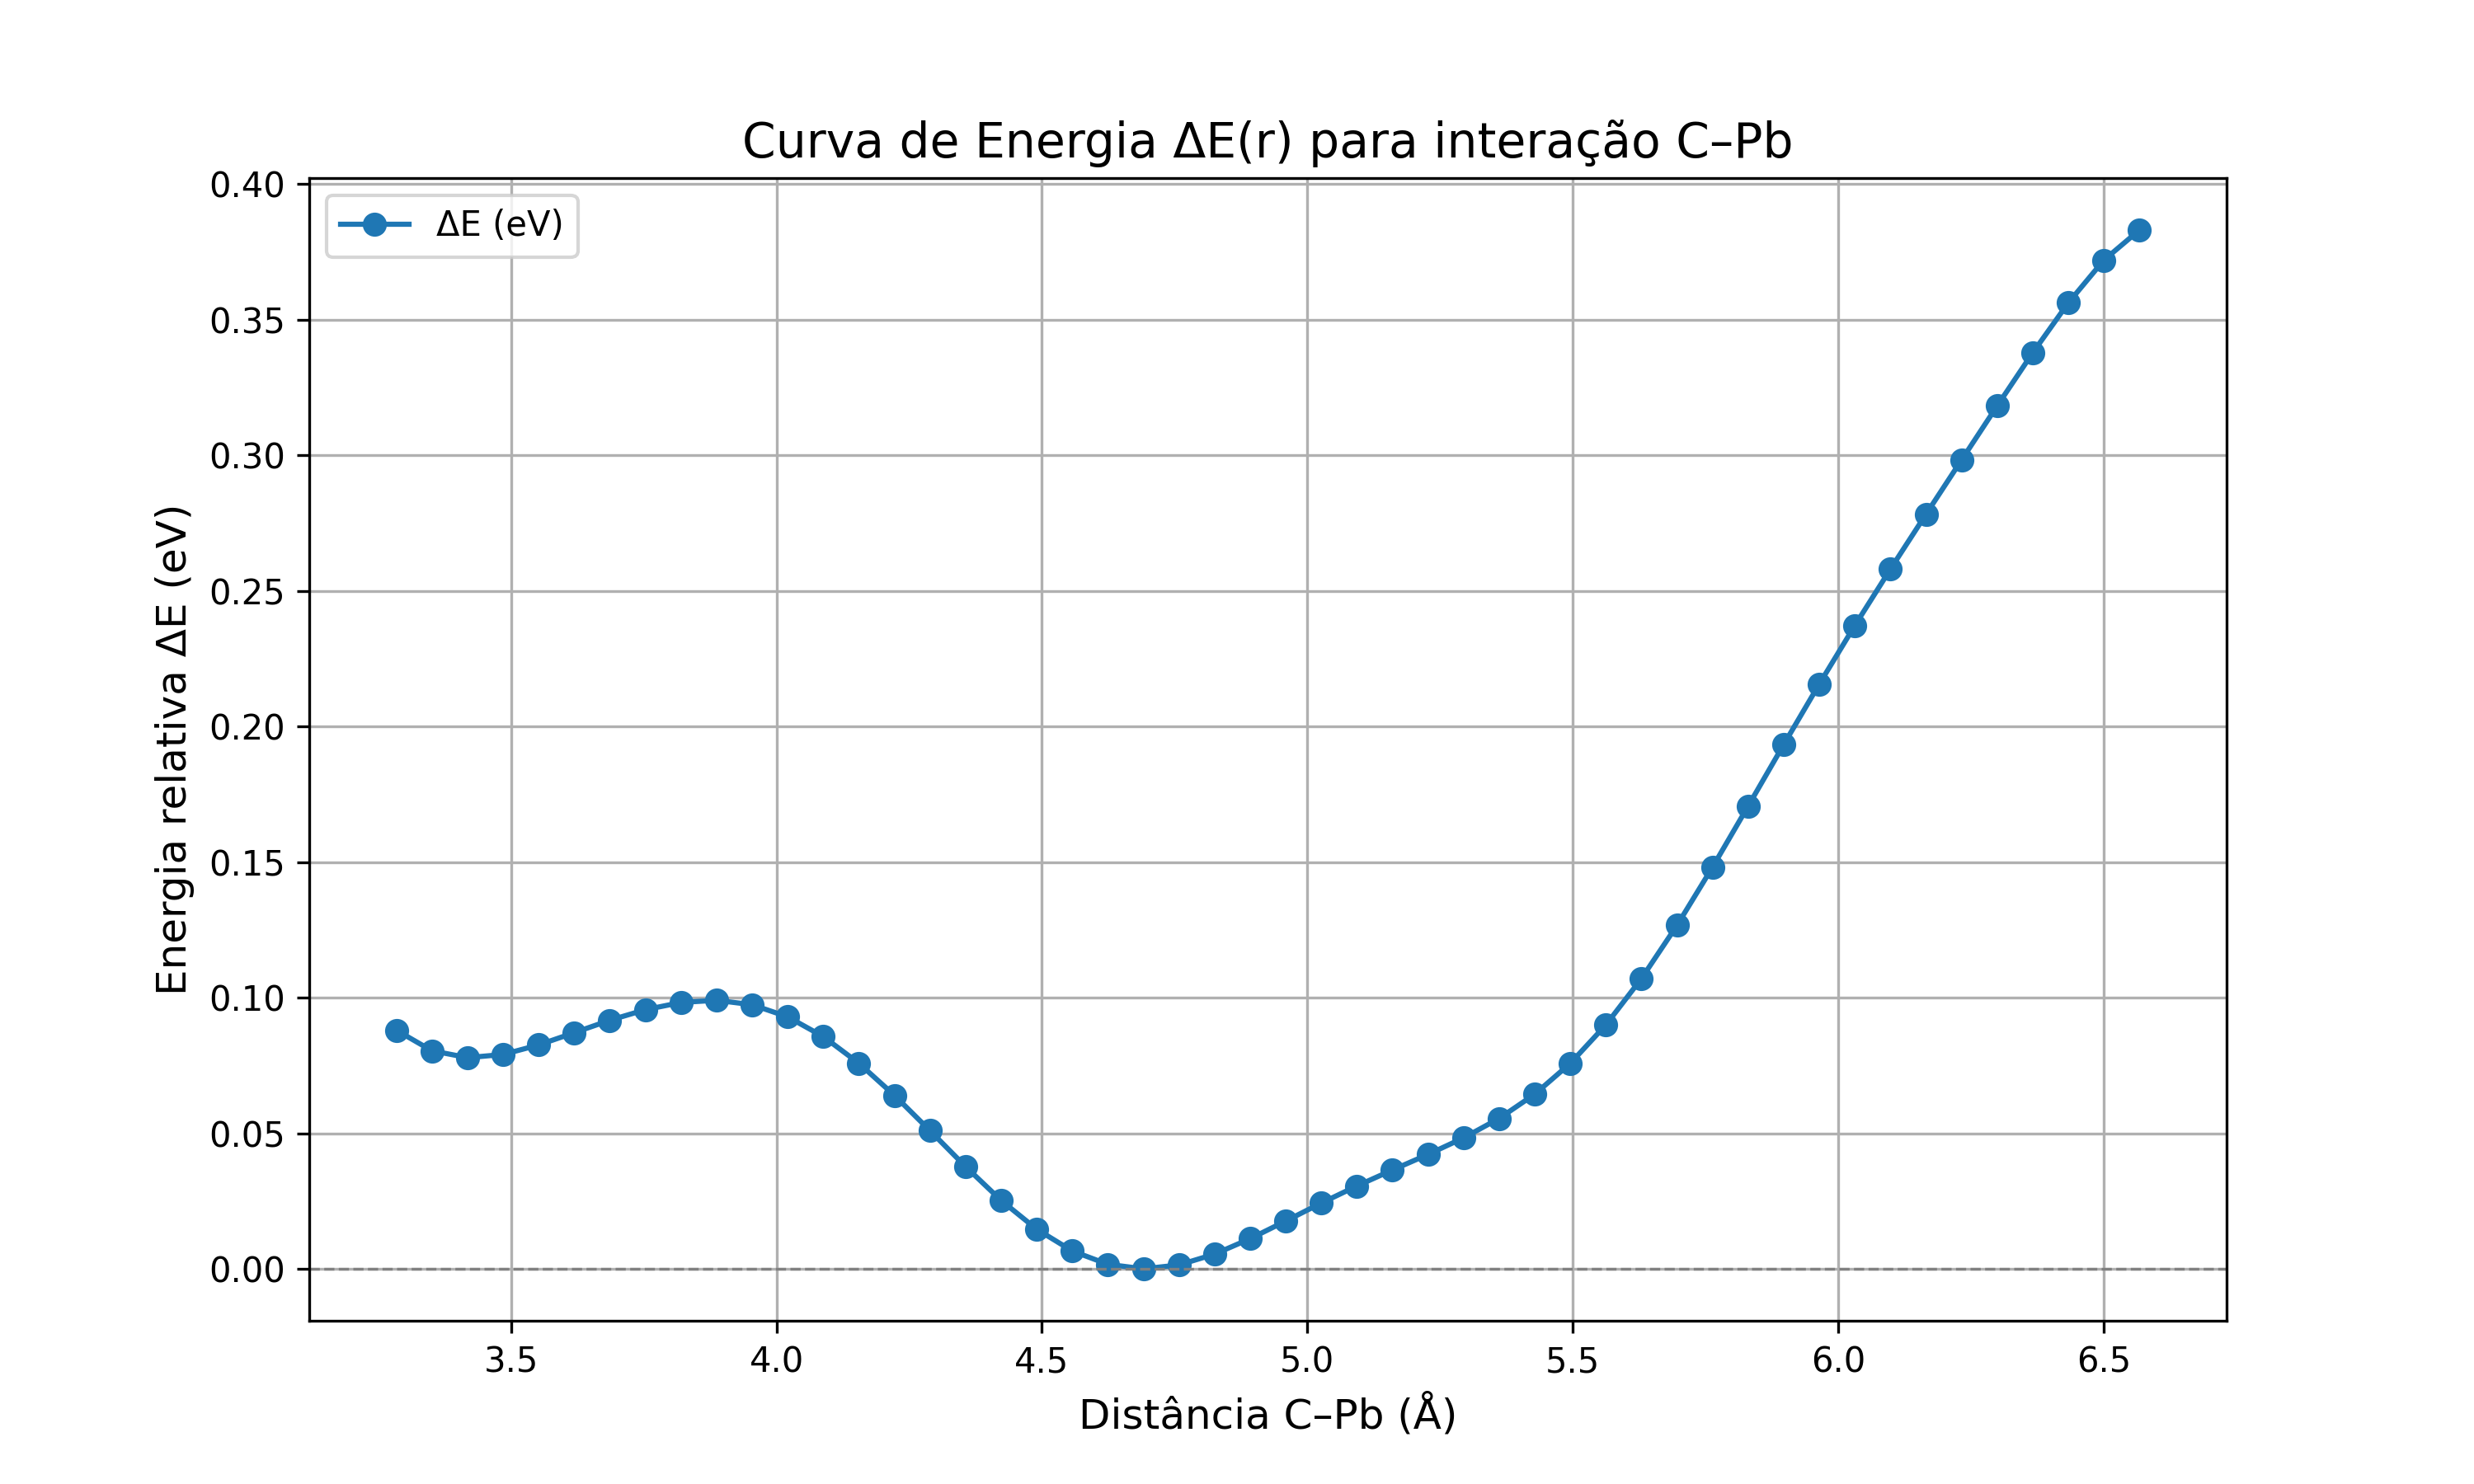 Curva de Energia ΔE(r) para interação C–Pb
ΔE (eV)
Energia relativa ΔE (eV)
0.40
0.35
0.30
0.25
0.20
0.15
0.10
0.05
0.00
3.5 4.0 4.5 5.0 5.5 6.0 6.5
Distância C–Pb (Å)